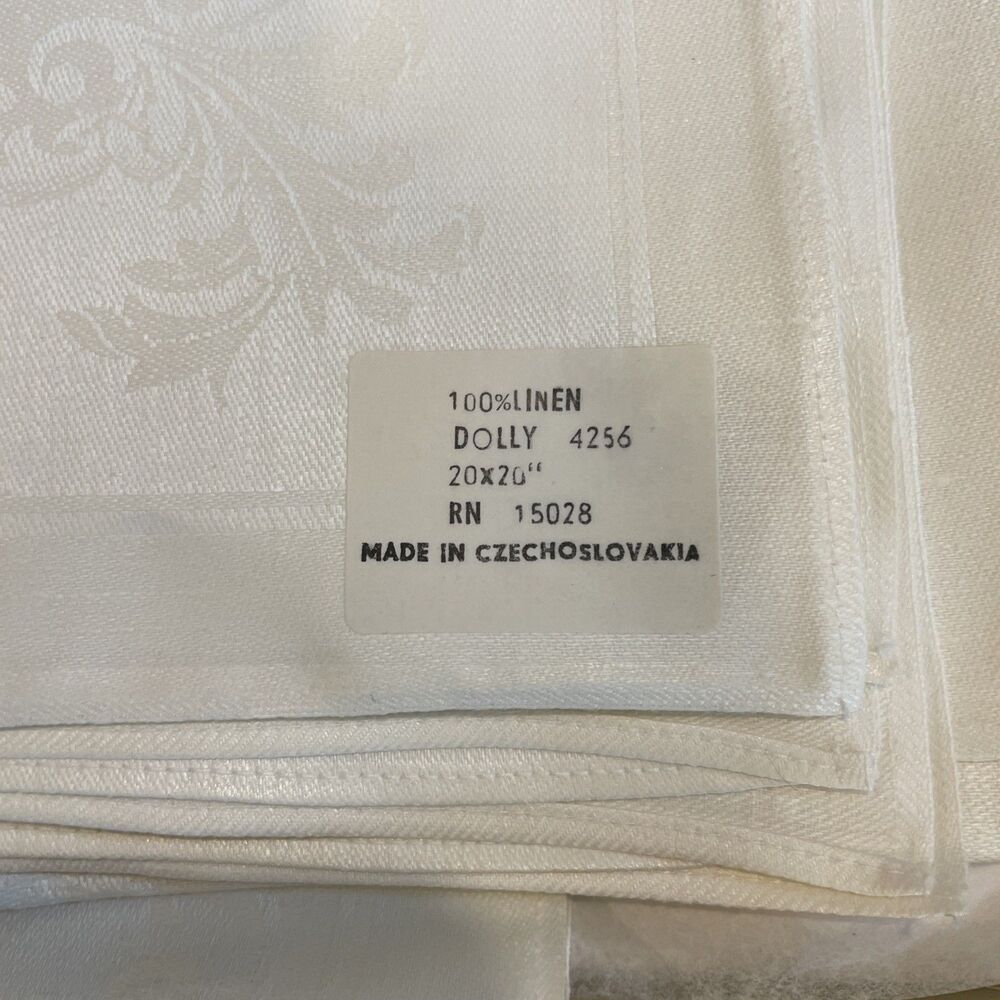 100%LINEN
DOLLY 4256
20x20“
RN 15028
MADE IN CZECHOSLOVAKIA